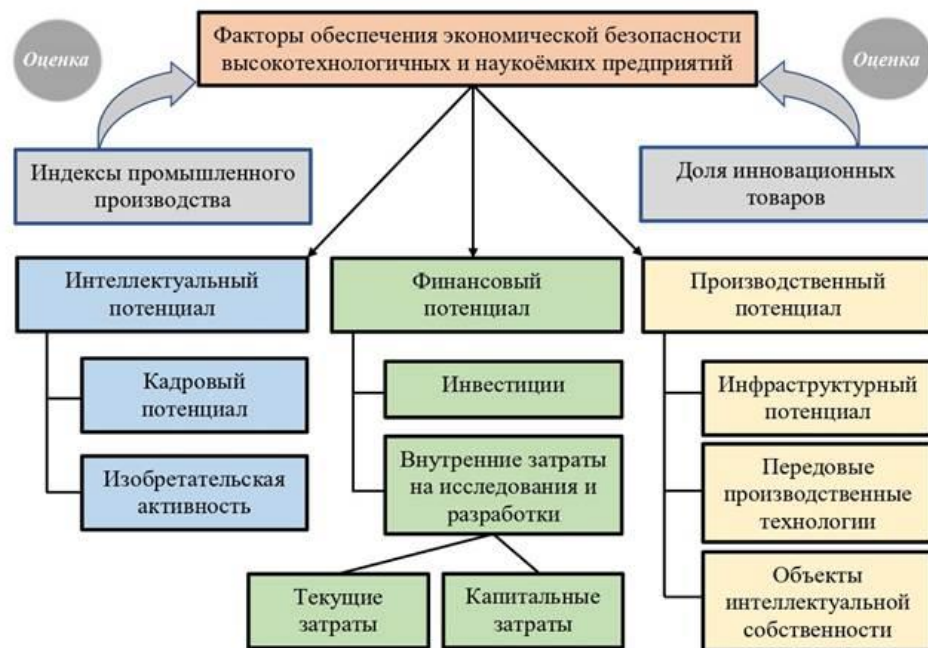 Оценка
Факторы обеспечения экономической безопасности
высокотехнологичных и наукоёмких предприятий
Оценка
Индексы промышленного
производства
Доля инновационных
товаров
Интеллектуальный
потенциал
Финансовый
потенциал
Производственный
потенциал
Кадровый
потенциал
Изобретательская
активность
Инвестиции
Внутренние затраты
на исследования и
разработки
Текущие
затраты
Капитальные
затраты
Инфраструктурный
потенциал
Передовые
производственные
технологии
Объекты
интеллектуальной
собственности